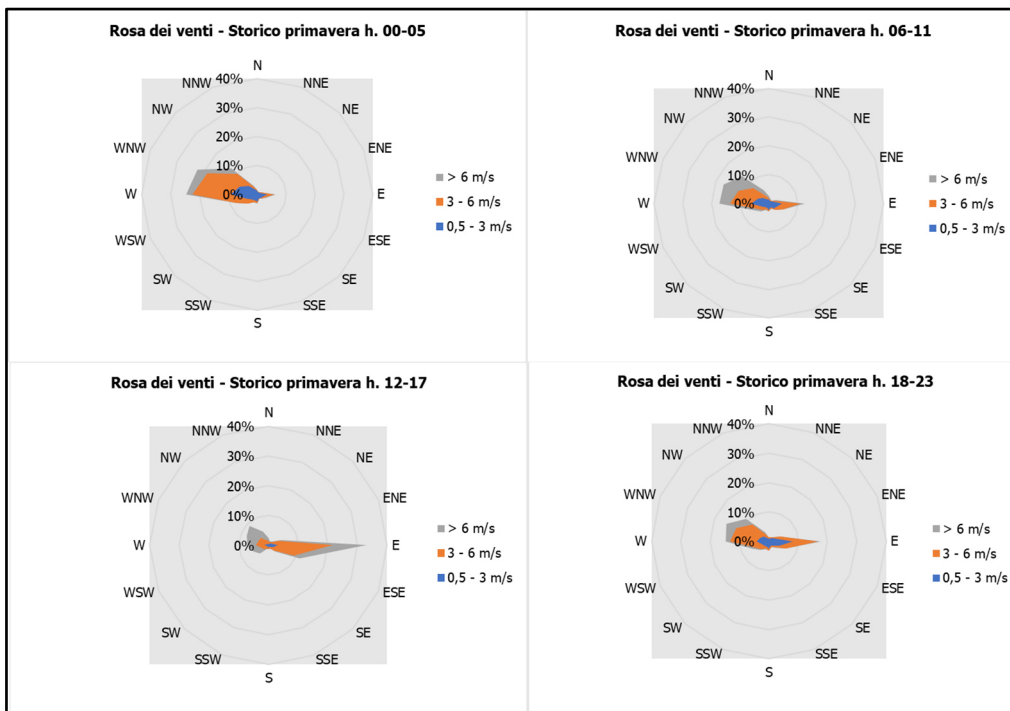 Rosa dei venti - Storico primavera h. 00-05
N
NNW
40%
NNE
NW
30%
NE
20%
WNW
ENE
10%
W
0%
E
WSW
ESE
SW
SE
SSW
SSE
S
> 6 m/s
3 - 6 m/s
0,5 - 3 m/s
Rosa dei venti - Storico primavera h. 06-11
N
NNW
40%
NNE
NW
30%
NE
20%
WNW
ENE
10%
W
0%
E
WSW
ESE
SW
SE
SSW
SSE
S
> 6 m/s
3 - 6 m/s
0,5 - 3 m/s
Rosa dei venti - Storico primavera h. 12-17
N
NNW
40%
NNE
NW
30%
NE
20%
WNW
ENE
10%
W
0%
E
WSW
ESE
SW
SE
SSW
SSE
S
> 6 m/s
3 - 6 m/s
0,5 - 3 m/s
Rosa dei venti - Storico primavera h. 18-23
N
NNW
40%
NNE
NW
30%
NE
20%
WNW
ENE
10%
W
0%
E
WSW
ESE
SW
SE
SSW
SSE
S
> 6 m/s
3 - 6 m/s
0,5 - 3 m/s